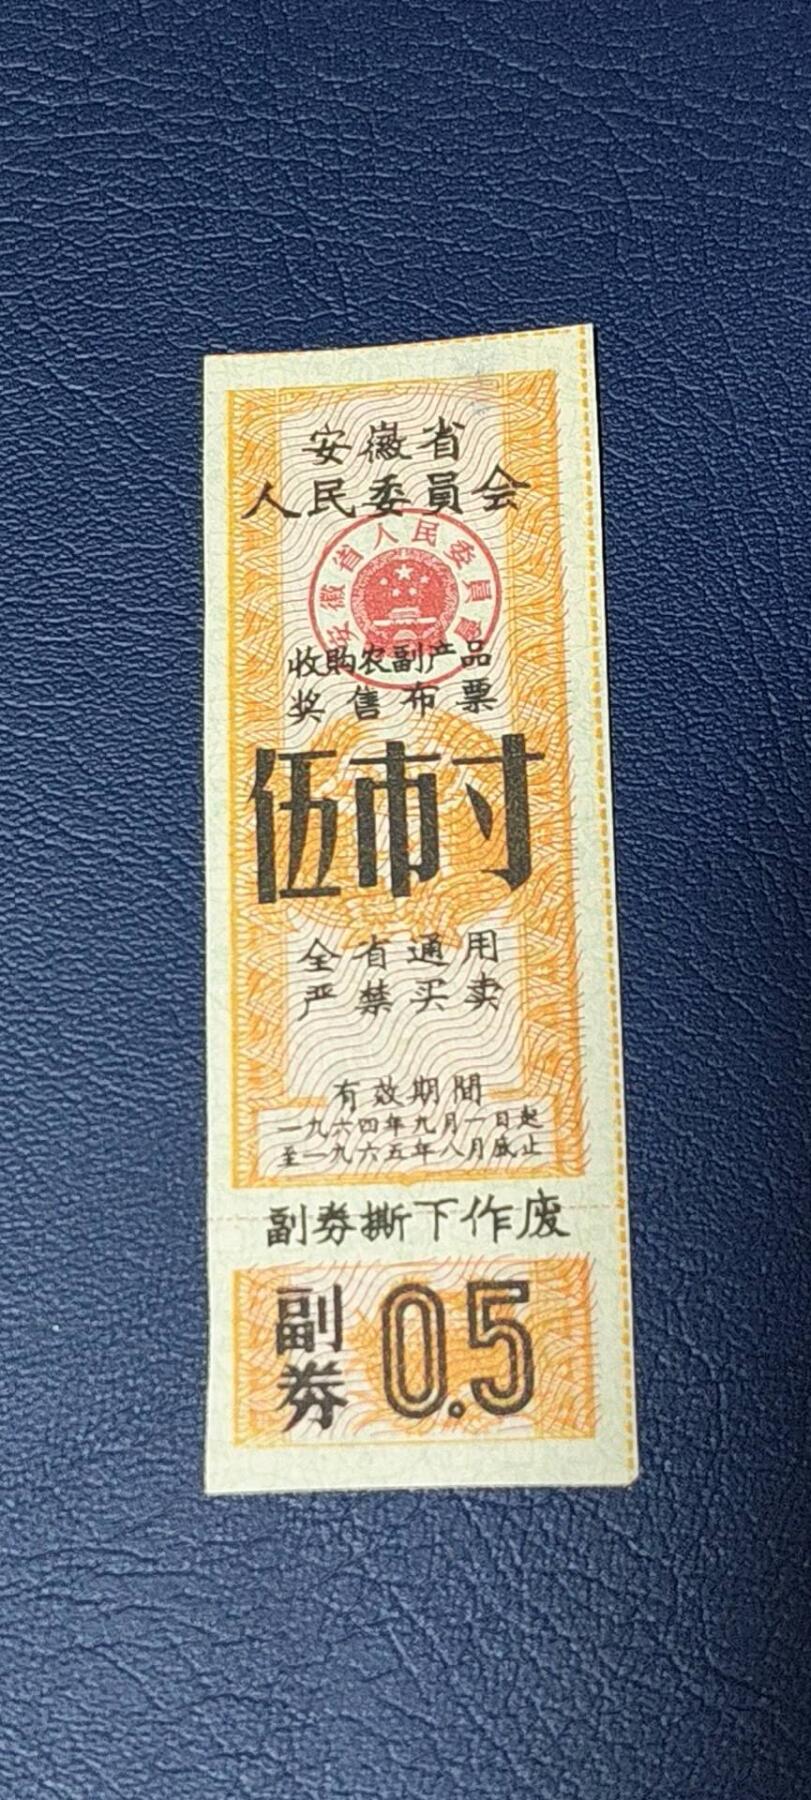 安徽省
人民委員会
安徽省人民委員會
收購农副产品
奖售布票
伍市寸
全省通用
严禁买卖
有效期間
一九六四年九月一日起
至一九六五年八月底止
副券撕下作废
副券 0.5